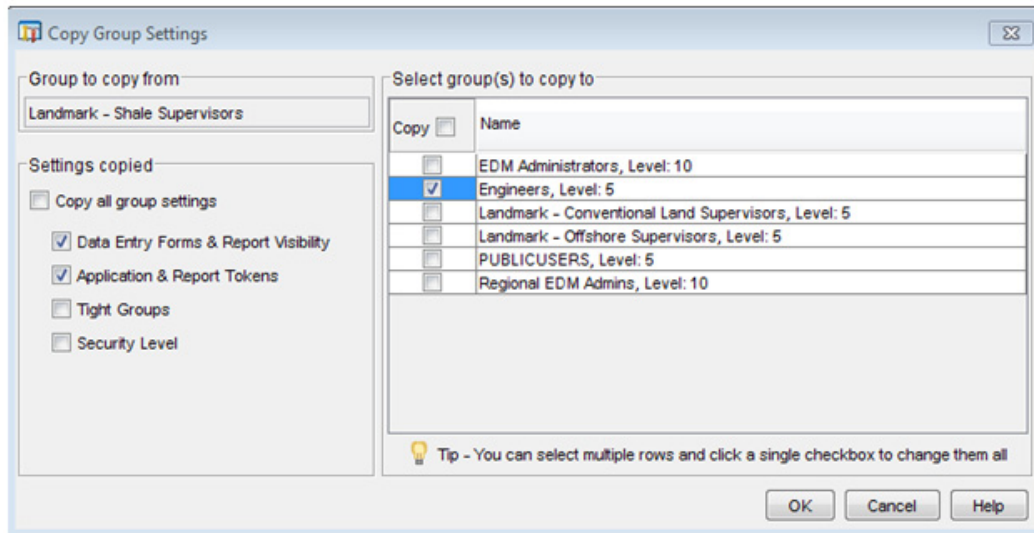 Copy Group Settings
Group to copy from
Landmark - Shale Supervisors
Settings copied
Copy all group settings
Data Entry Forms & Report Visibility
Application & Report Tokens
Tight Groups
Security Level
Select group(s) to copy to
Copy Name
EDM Administrators, Level: 10
Engineers, Level: 5
Landmark - Conventional Land Supervisors, Level: 5
Landmark - Offshore Supervisors, Level: 5
PUBLICUSERS, Level: 5
Regional EDM Admins, Level: 10
Tip - You can select multiple rows and click a single checkbox to change them all
OK Cancel Help